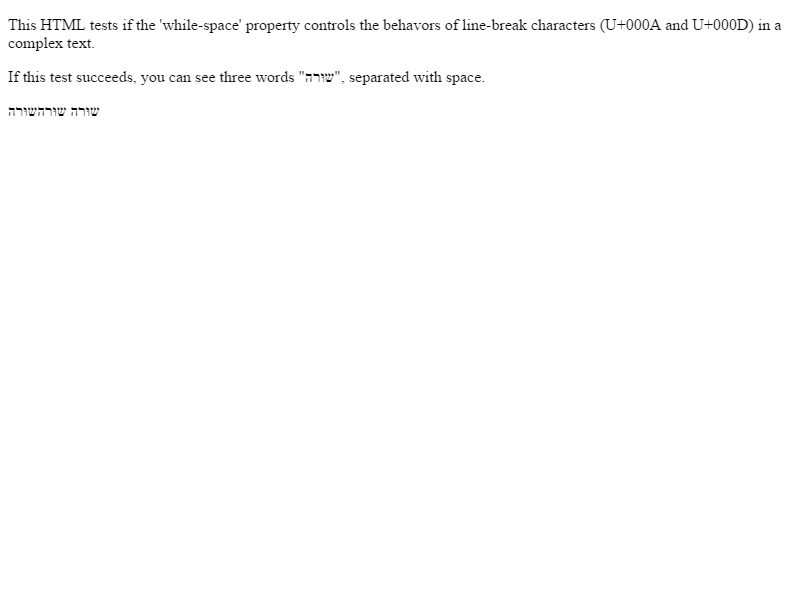 This HTML tests if the 'while-space' property controls the behavors of line-break characters (U+000A and U+000D) in a
complex text.
If this test succeeds, you can see three words "שורה", separated with space.
שורה שורהשורה